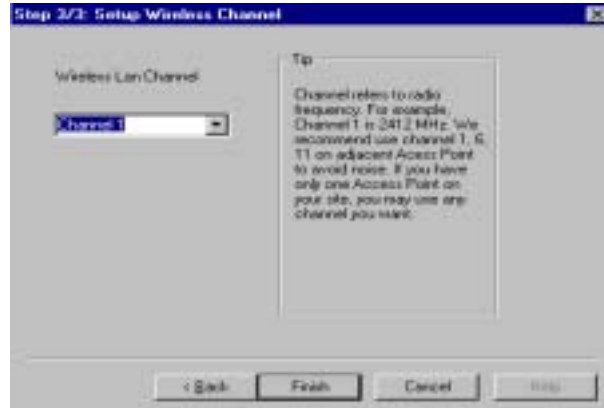 Step 3/3: Setup Wireless Channel
Wireless Lan Channel
Channel 1
Tip
Channel refers to radio
frequency. For example,
Channel 1 is 2412 MHz. We
recommend use channel 1, 6,
11 on adjacent Acess Point
to avoid noise. If you have
only one Access Point on
your site, you may use any
channel you want.
< Back
Finish
Cancel
Help